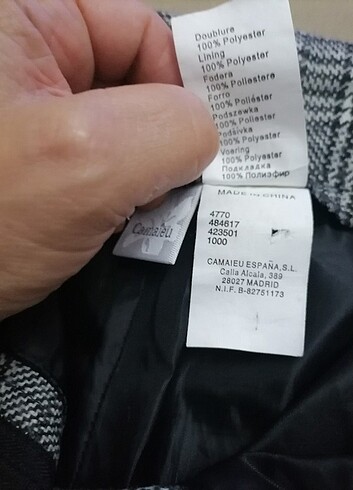 Doublure
100% Polyester
Lining
100% Polyester
Fodera
100% Poliestere
Forro
100% Poliéster
Podszewka
100% Poliester
Podšívka
100% Polyester
Voering
100% Polyester
Подкладка
100% Полиэфир
MADE IN CHINA
4770
484617
423501
1000
CAMAIEU ESPAÑA,S.L.
Calla Alcala, 389
28027 MADRID
N.I.F. B-82751173
Camaïeu